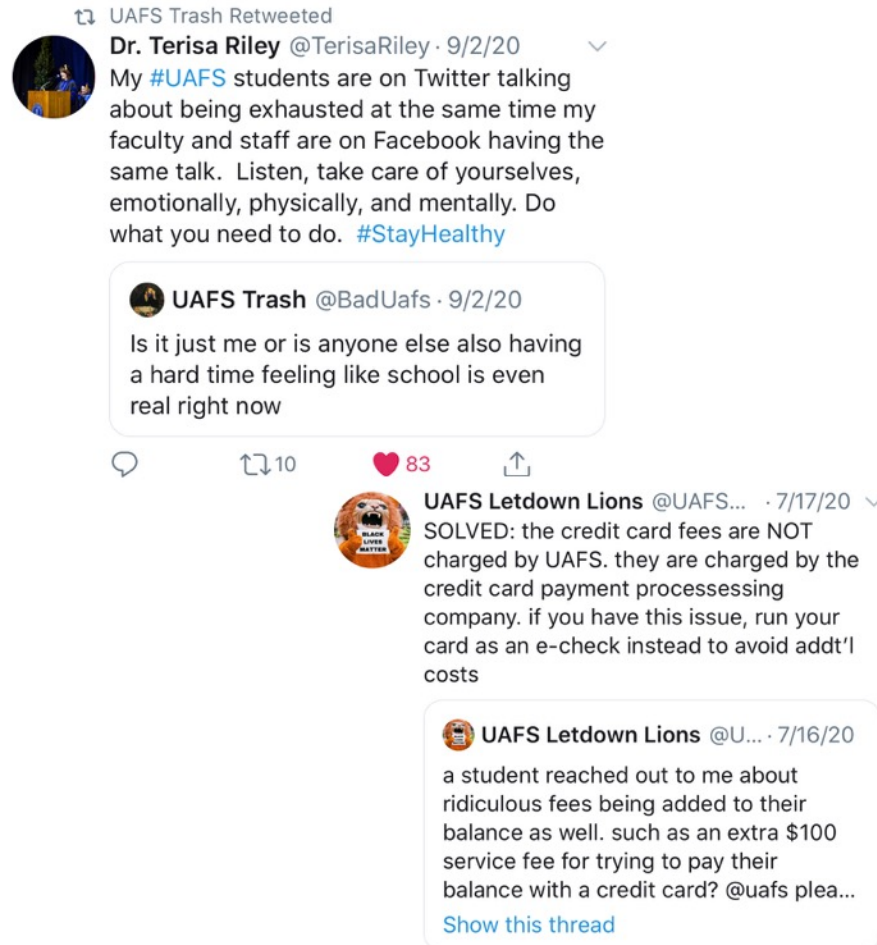 UAFS Trash Retweeted
Dr. Terisa Riley @TerisaRiley · 9/2/20
My #UAFS students are on Twitter talking
about being exhausted at the same time my
faculty and staff are on Facebook having the
same talk.  Listen, take care of yourselves,
emotionally, physically, and mentally. Do
what you need to do.  #StayHealthy
UAFS Trash @BadUafs · 9/2/20
Is it just me or is anyone else also having
a hard time feeling like school is even
real right now
10 83
UAFS Letdown Lions @UAFS... · 7/17/20
BLACK
LIVES
MATTER
SOLVED: the credit card fees are NOT
charged by UAFS. they are charged by the
credit card payment processessing
company. if you have this issue, run your
card as an e-check instead to avoid addt'l
costs
UAFS Letdown Lions @U... · 7/16/20
a student reached out to me about
ridiculous fees being added to their
balance as well. such as an extra $100
service fee for trying to pay their
balance with a credit card? @uafs plea...
Show this thread